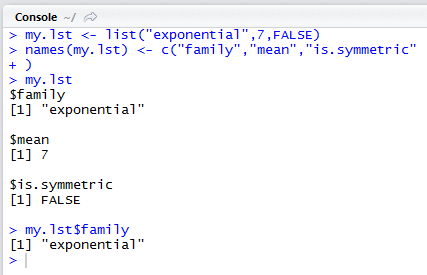 Console ~/
> my.lst <- list("exponential",7,FALSE)
> names(my.lst) <- c("family","mean","is.symmetric"
+ )
> my.lst
$family
[1] "exponential"

$mean
[1] 7

$is.symmetric
[1] FALSE

> my.lst$family
[1] "exponential"
>